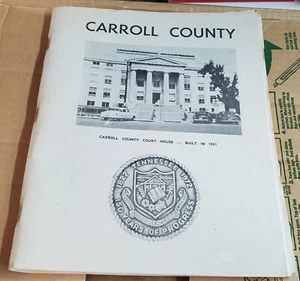 CARROLL COUNTY
CARROLL COUNTY COURT HOUSE — BUILT IN 1931
TENNESSEE
1822
1972
150 YEARS OF PROGRESS